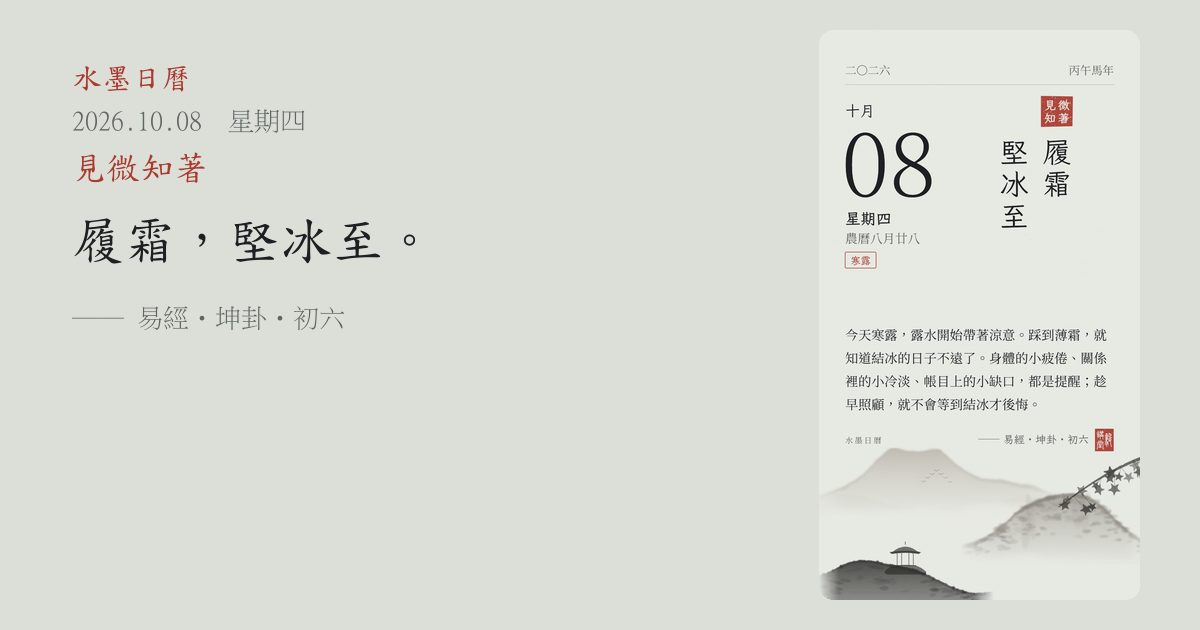 水墨日曆
2026.10.08 星期四
見微知著
履霜，堅冰至。
—— 易經・坤卦・初六
二〇二六
丙午馬年
十月
08
星期四
農曆八月廿八
寒露
見微知著
履霜
堅冰至
今天寒露，露水開始帶著涼意。踩到薄霜，就
知道結冰的日子不遠了。身體的小疲倦、關係
裡的小冷淡、帳目上的小缺口，都是提醒；趁
早照顧，就不會等到結冰才後悔。
水墨日曆
—— 易經・坤卦・初六